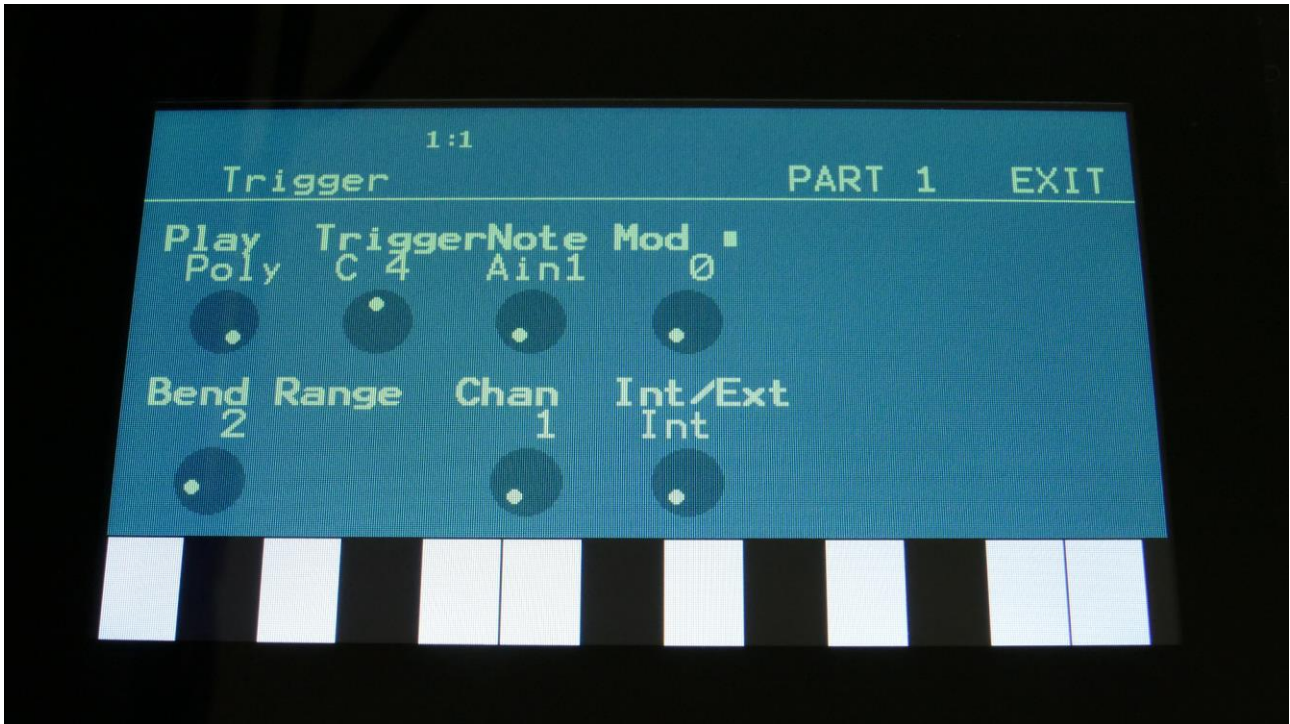 1:1
Trigger PART 1 EXIT
Play TriggerNote Mod
Poly C 4 Ain1 0
Bend Range Chan Int/Ext
2 1 Int